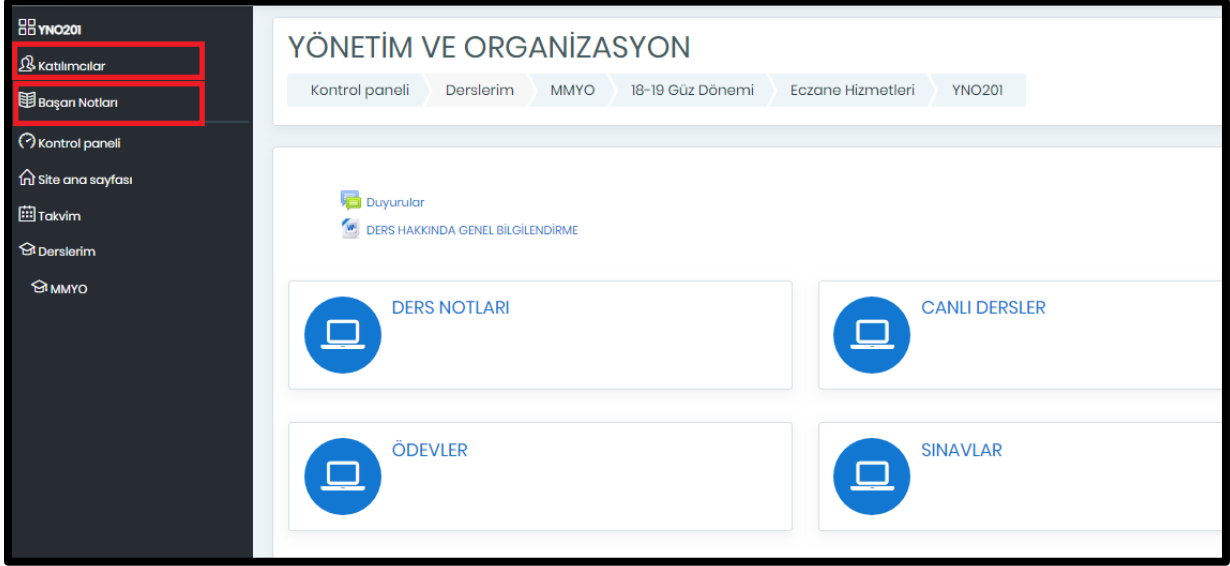 YNO201
Katılımcılar
Başarı Notları
Kontrol paneli
Site ana sayfası
Takvim
Derslerim
MMYO
YÖNETİM VE ORGANİZASYON
Kontrol paneli Derslerim MMYO 18-19 Güz Dönemi Eczane Hizmetleri YNO201
Duyurular
DERS HAKKINDA GENEL BİLGİLENDİRME
DERS NOTLARI
CANLI DERSLER
ÖDEVLER
SINAVLAR